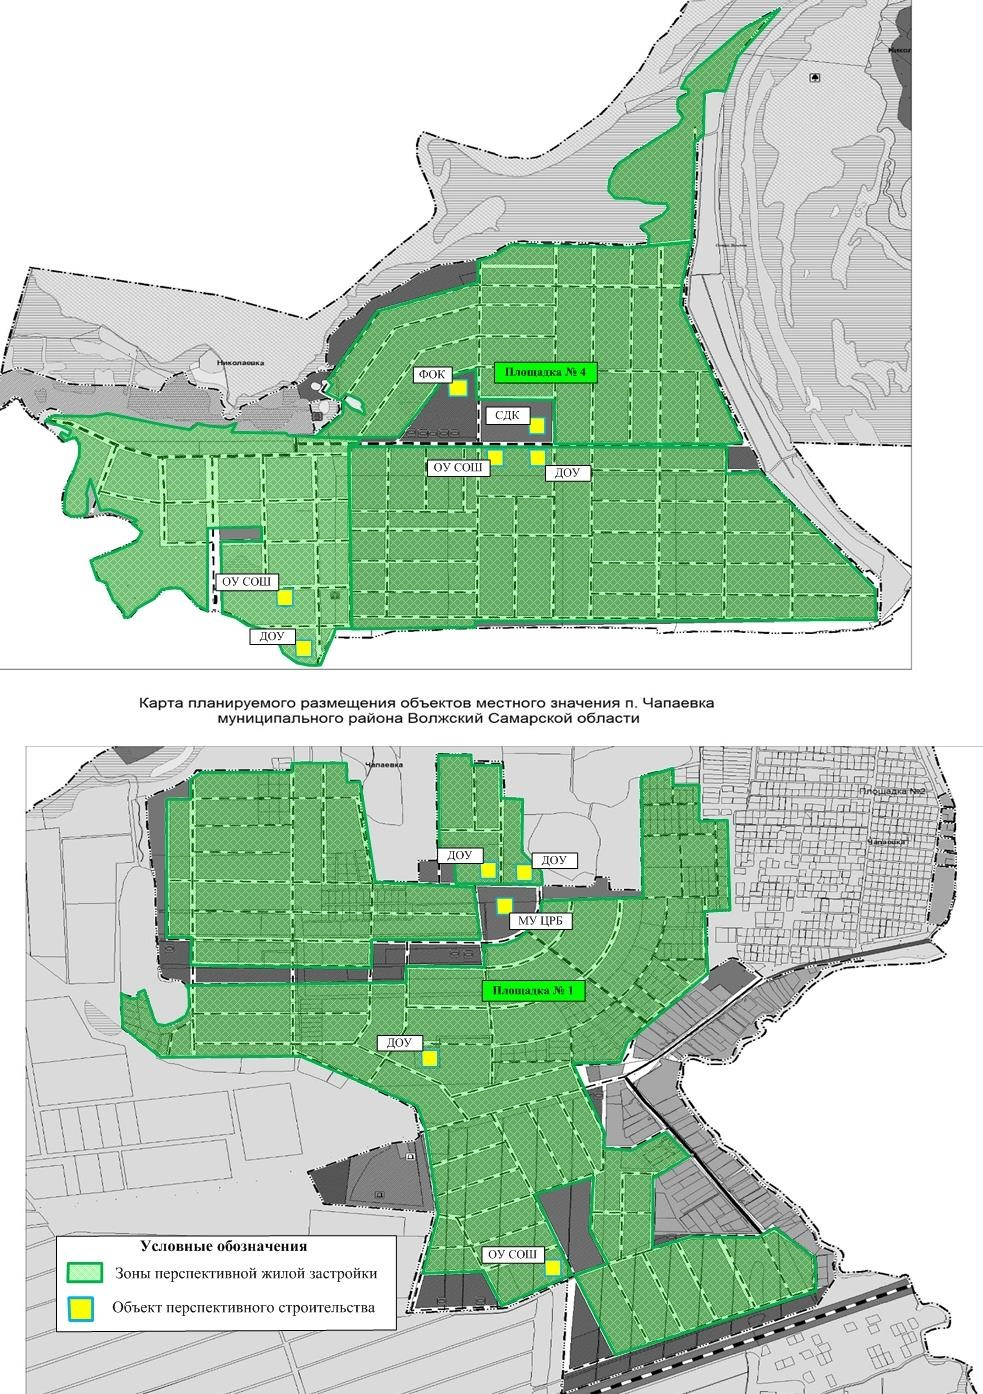 Никол
Николаевка
ФОК
Площадка № 4
СДК
ОУ СОШ
ДОУ
ОУ СОШ
ДОУ
Карта планируемого размещения объектов местного значения п. Чапаевка
муниципального района Волжский Самарской области
Чапаевка
Площадка №2
Чапаевка
ДОУ
ДОУ
МУ ЦРБ
Площадка № 1
ДОУ
ОУ СОШ
Условные обозначения
Зоны перспективной жилой застройки
Объект перспективного строительства